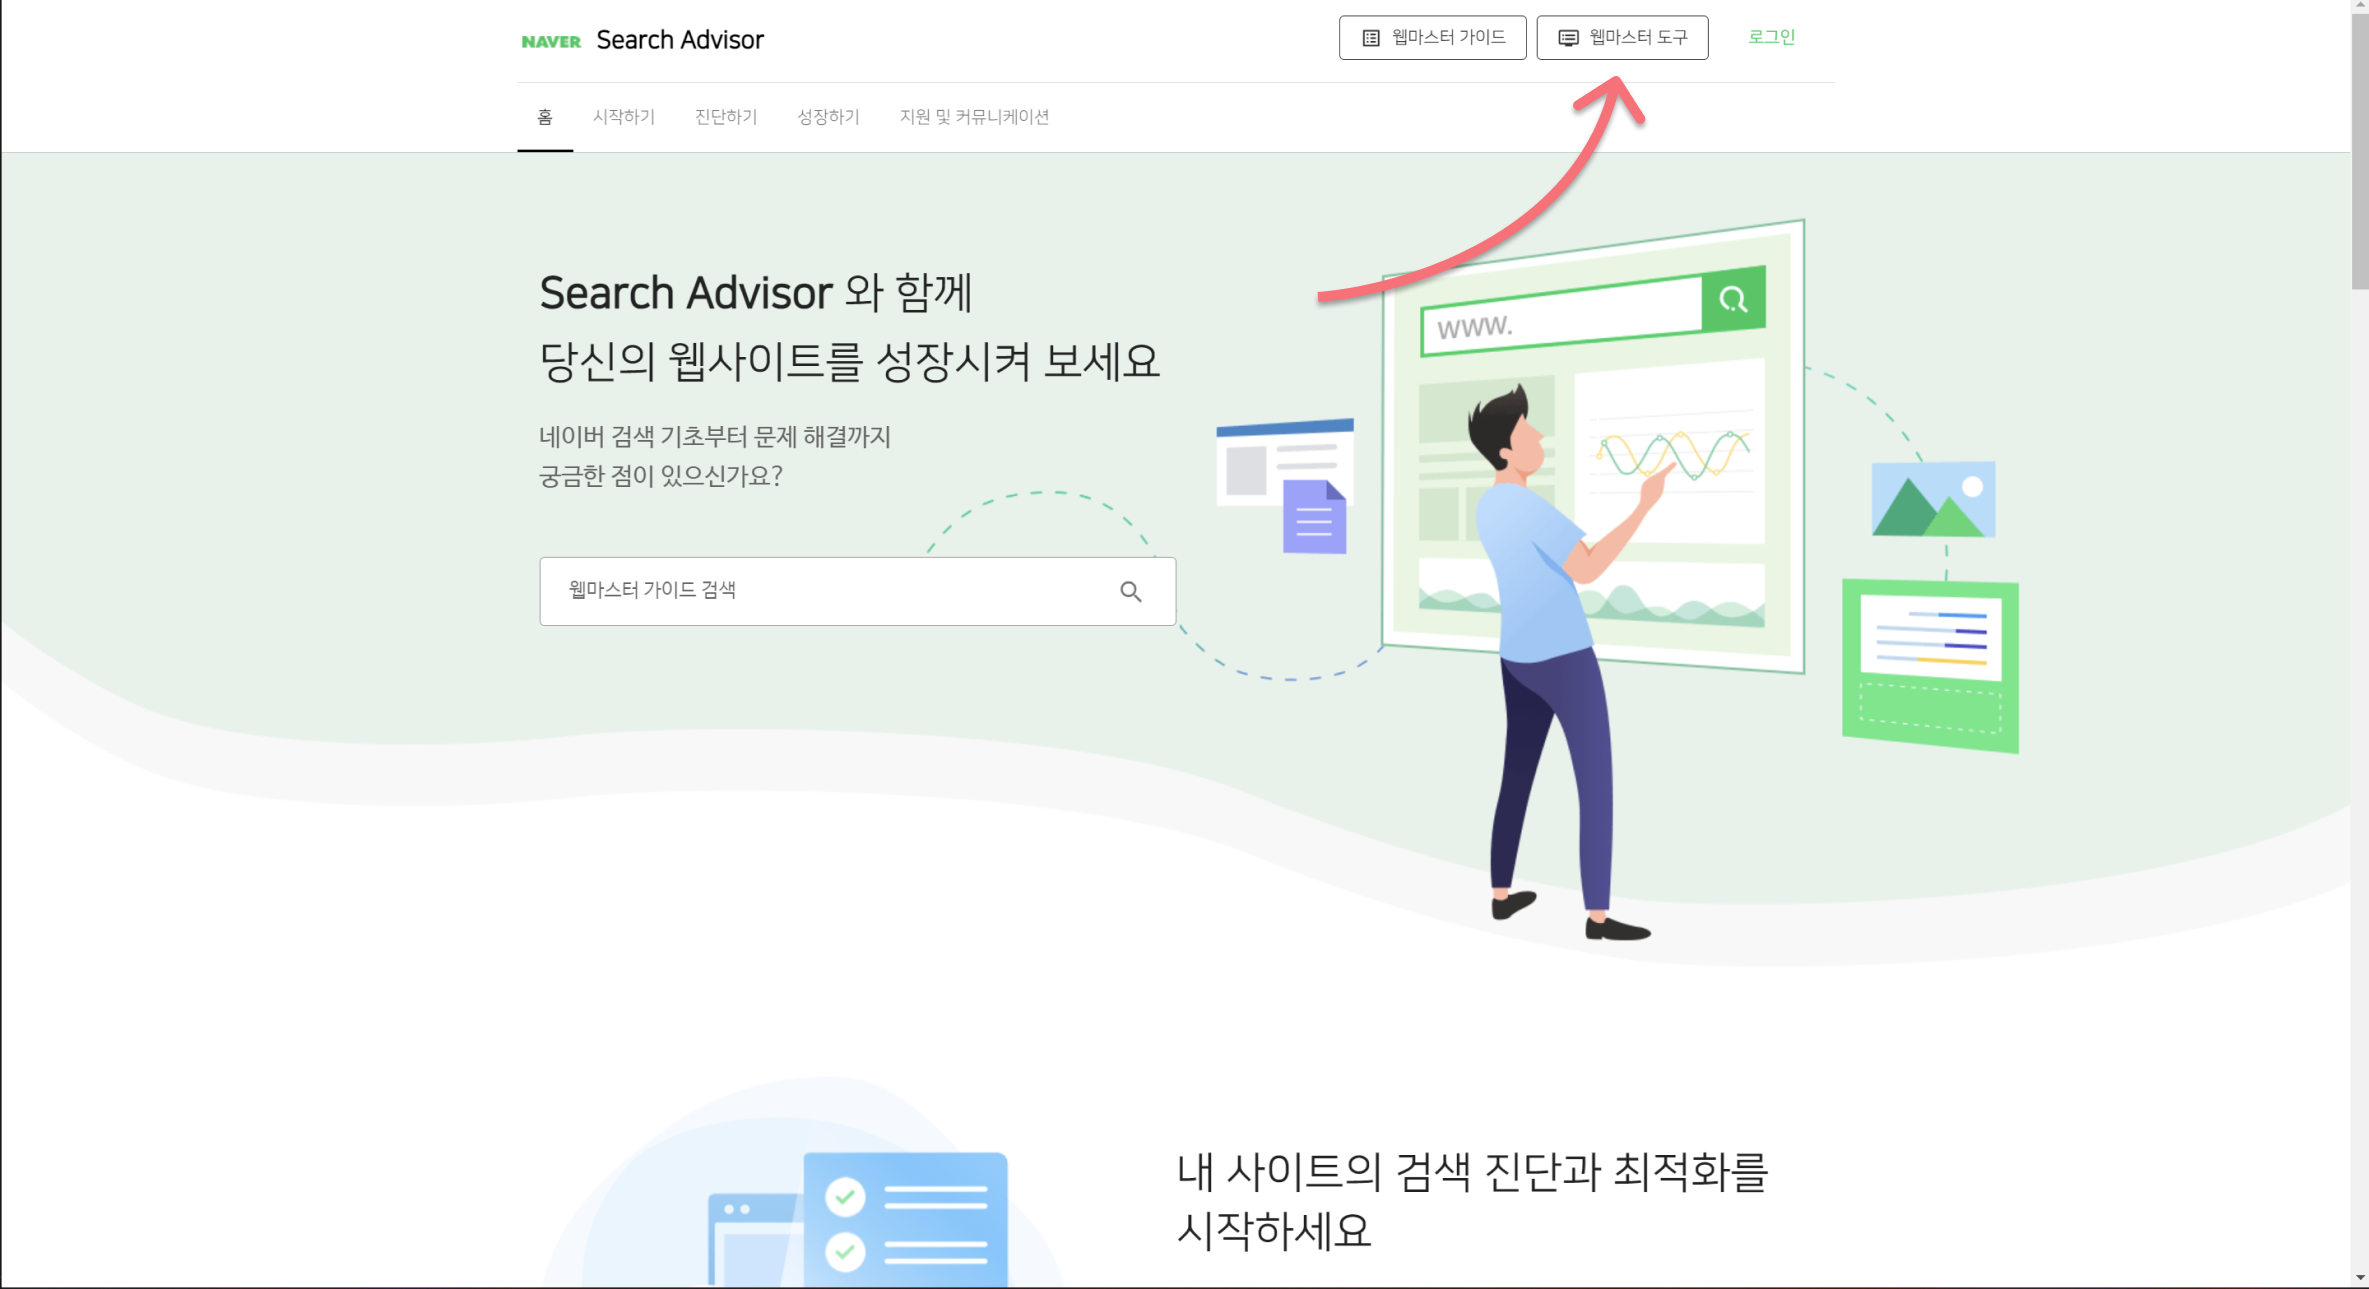 NAVER Search Advisor
웹마스터 가이드
웹마스터 도구
로그인
홈 시작하기 진단하기 성장하기 지원 및 커뮤니케이션
Search Advisor 와 함께
당신의 웹사이트를 성장시켜 보세요
네이버 검색 기초부터 문제 해결까지
궁금한 점이 있으신가요?
웹마스터 가이드 검색
www.
내 사이트의 검색 진단과 최적화를
시작하세요